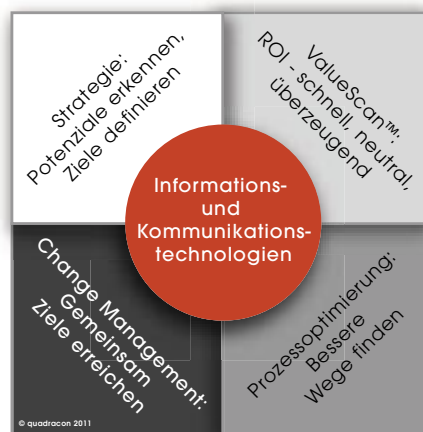 Strategie:
Potenziale erkennen,
Ziele definieren
ValueScan™:
ROI - schnell, neutral,
überzeugend
Informations-
und
Kommunikations-
technologien
Change Management:
Gemeinsam
Ziele erreichen
Prozessoptimierung:
Bessere
Wege finden
© quadracon 2011